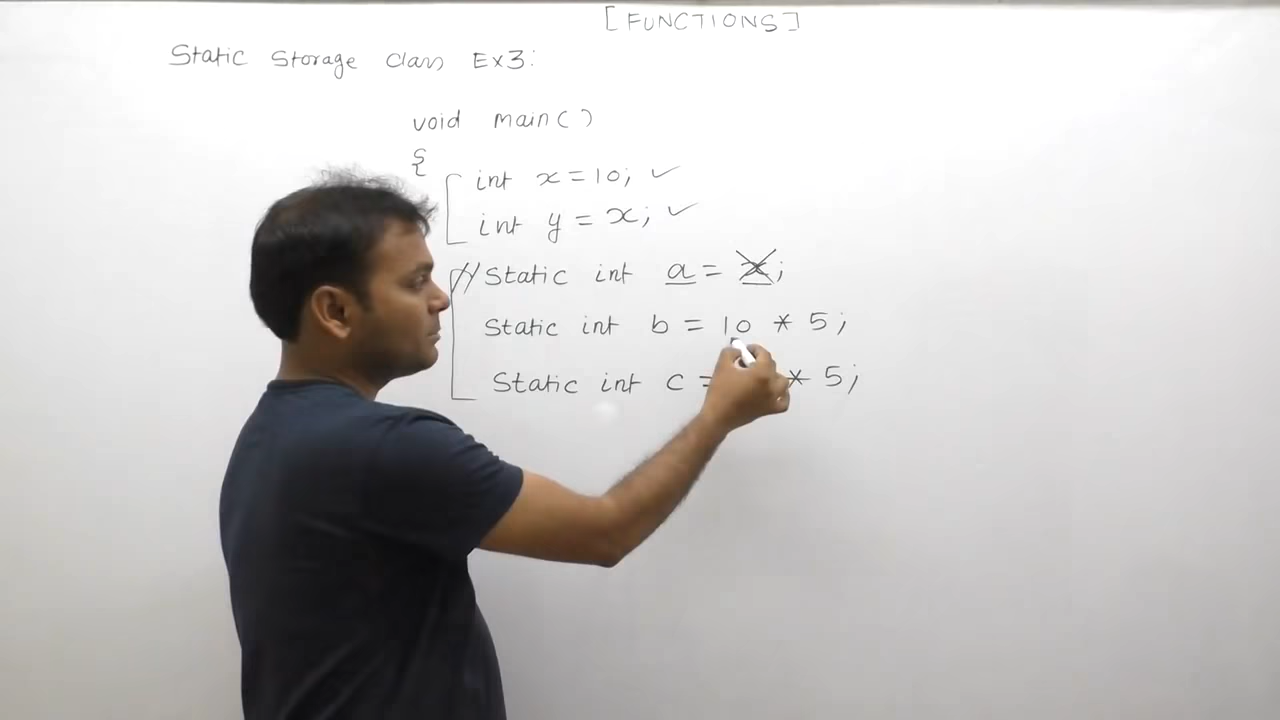 [FUNCTIONS]
Static Storage Class Ex3:
void main()
{
int x=10; ✓
int y = x; ✓
// Static int a = x;
Static int b = 10 * 5;
Static int c = * 5;